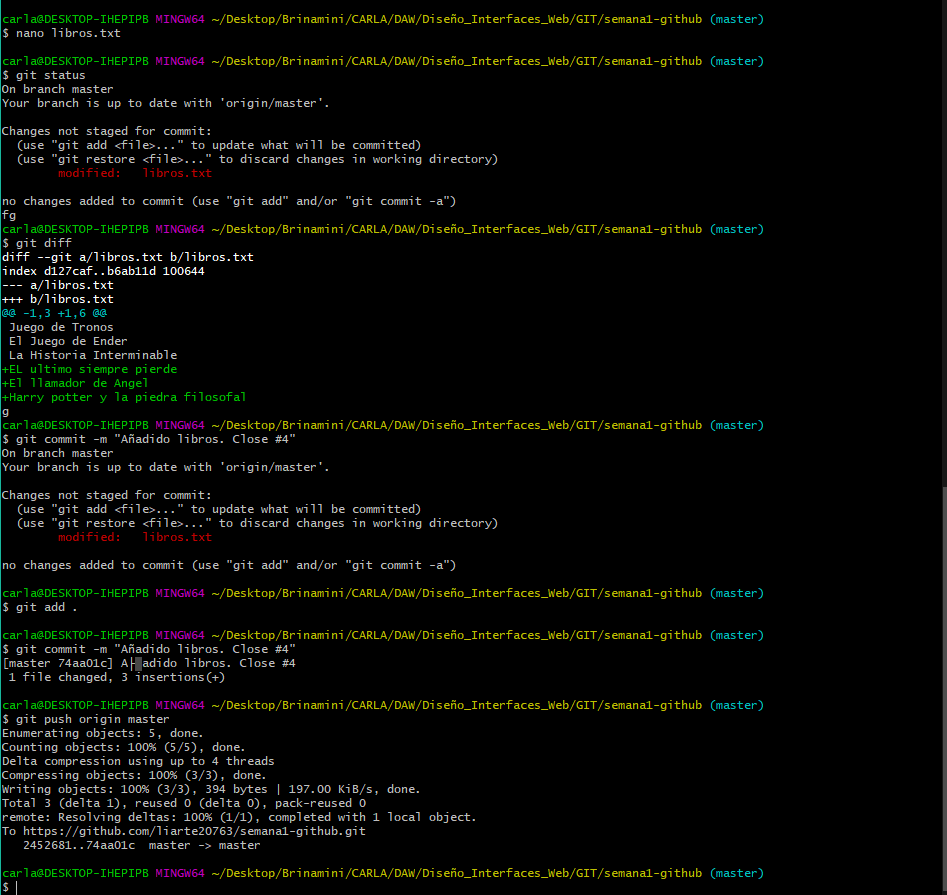 carla@DESKTOP-IHEPIPB MINGW64 ~/Desktop/Brinamini/CARLA/DAW/Diseño_Interfaces_Web/GIT/semana1-github (master)
$ nano libros.txt
carla@DESKTOP-IHEPIPB MINGW64 ~/Desktop/Brinamini/CARLA/DAW/Diseño_Interfaces_Web/GIT/semana1-github (master)
$ git status
On branch master
Your branch is up to date with 'origin/master'.
Changes not staged for commit:
  (use "git add <file>..." to update what will be committed)
  (use "git restore <file>..." to discard changes in working directory)
        modified:   libros.txt
no changes added to commit (use "git add" and/or "git commit -a")
fg
carla@DESKTOP-IHEPIPB MINGW64 ~/Desktop/Brinamini/CARLA/DAW/Diseño_Interfaces_Web/GIT/semana1-github (master)
$ git diff
diff --git a/libros.txt b/libros.txt
index d127caf..b6ab11d 100644
--- a/libros.txt
+++ b/libros.txt
@@ -1,3 +1,6 @@
 Juego de Tronos
 El Juego de Ender
 La Historia Interminable
+EL ultimo siempre pierde
+El llamador de Angel
+Harry potter y la piedra filosofal
g
carla@DESKTOP-IHEPIPB MINGW64 ~/Desktop/Brinamini/CARLA/DAW/Diseño_Interfaces_Web/GIT/semana1-github (master)
$ git commit -m "Añadido libros. Close #4"
On branch master
Your branch is up to date with 'origin/master'.
Changes not staged for commit:
  (use "git add <file>..." to update what will be committed)
  (use "git restore <file>..." to discard changes in working directory)
        modified:   libros.txt
no changes added to commit (use "git add" and/or "git commit -a")
carla@DESKTOP-IHEPIPB MINGW64 ~/Desktop/Brinamini/CARLA/DAW/Diseño_Interfaces_Web/GIT/semana1-github (master)
$ git add .
carla@DESKTOP-IHEPIPB MINGW64 ~/Desktop/Brinamini/CARLA/DAW/Diseño_Interfaces_Web/GIT/semana1-github (master)
$ git commit -m "Añadido libros. Close #4"
[master 74aa01c] A├▒adido libros. Close #4
 1 file changed, 3 insertions(+)
carla@DESKTOP-IHEPIPB MINGW64 ~/Desktop/Brinamini/CARLA/DAW/Diseño_Interfaces_Web/GIT/semana1-github (master)
$ git push origin master
Enumerating objects: 5, done.
Counting objects: 100% (5/5), done.
Delta compression using up to 4 threads
Compressing objects: 100% (3/3), done.
Writing objects: 100% (3/3), 394 bytes | 197.00 KiB/s, done.
Total 3 (delta 1), reused 0 (delta 0), pack-reused 0
remote: Resolving deltas: 100% (1/1), completed with 1 local object.
To https://github.com/liarte20763/semana1-github.git
   2452681..74aa01c  master -> master
carla@DESKTOP-IHEPIPB MINGW64 ~/Desktop/Brinamini/CARLA/DAW/Diseño_Interfaces_Web/GIT/semana1-github (master)
$